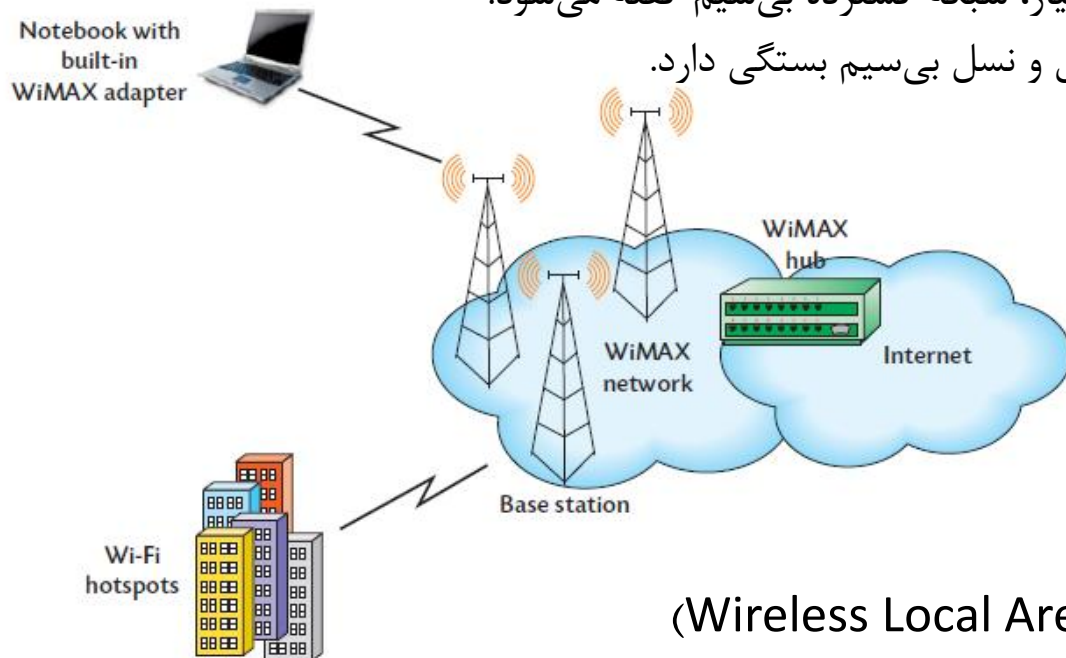 شبکه گسترده بی‌سیم گفته می‌شود.
و نسل بی‌سیم بستگی دارد.
Notebook with
built-in
WiMAX adapter
WiMAX
hub
WiMAX
network
Internet
Base station
Wi-Fi
hotspots
(Wireless Local